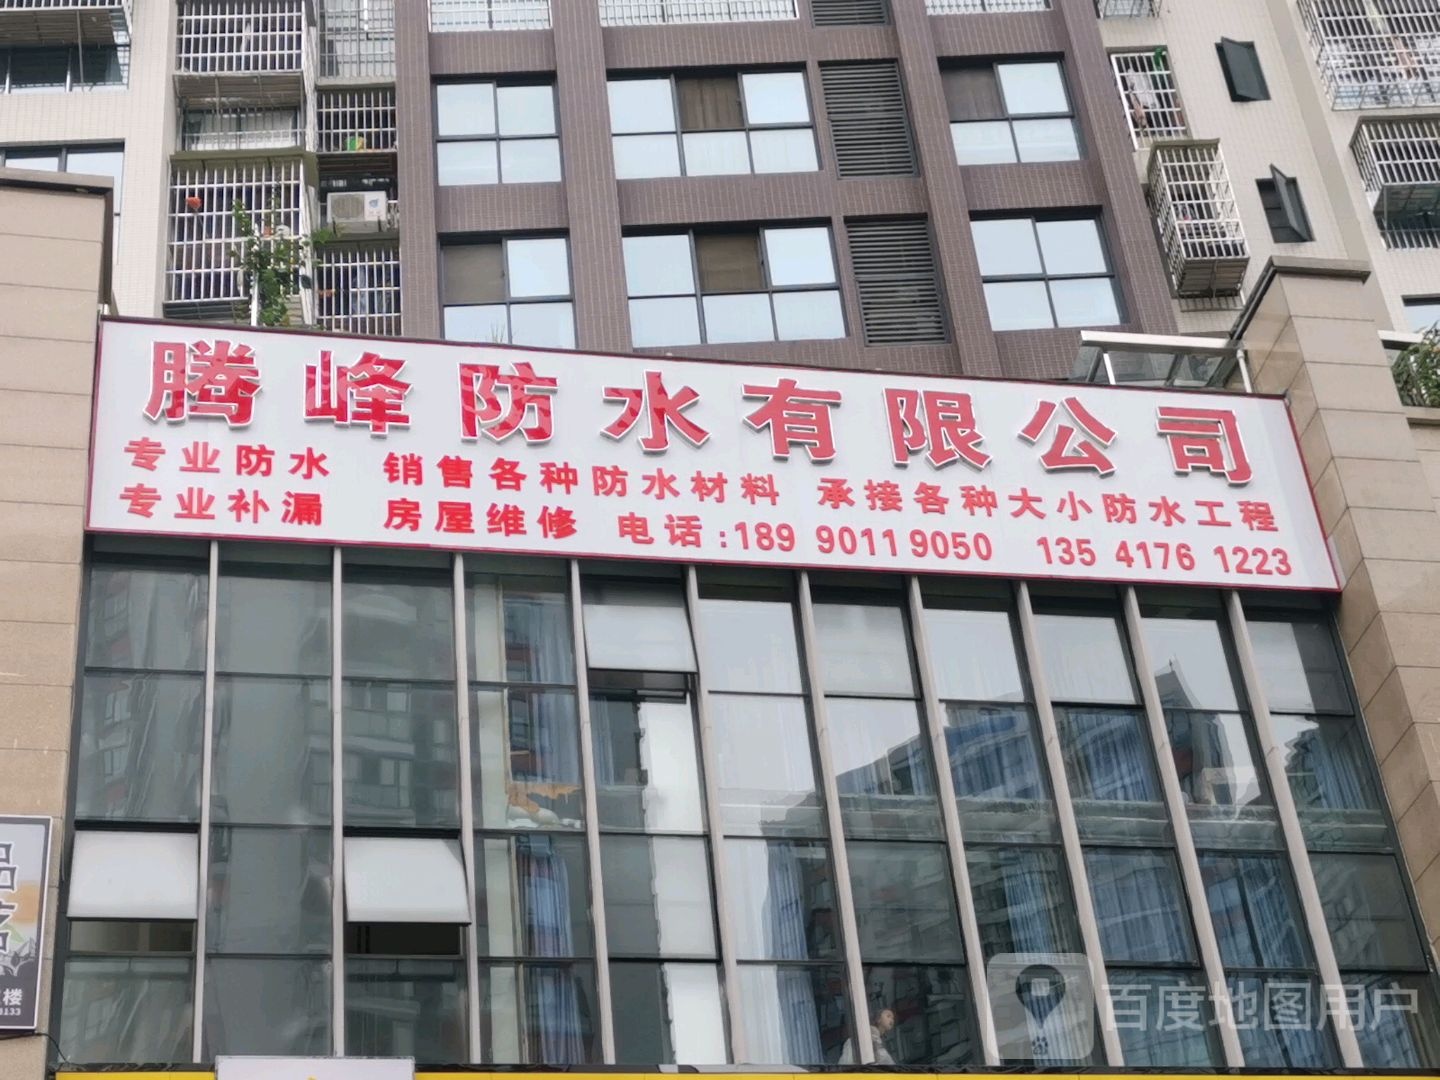 腾峰防水有限公司
专业防水 销售各种防水材料 承接各种大小防水工程
专业补漏 房屋维修 电话:189 9011 9050 135 4176 1223
品
楼
百度地图用户